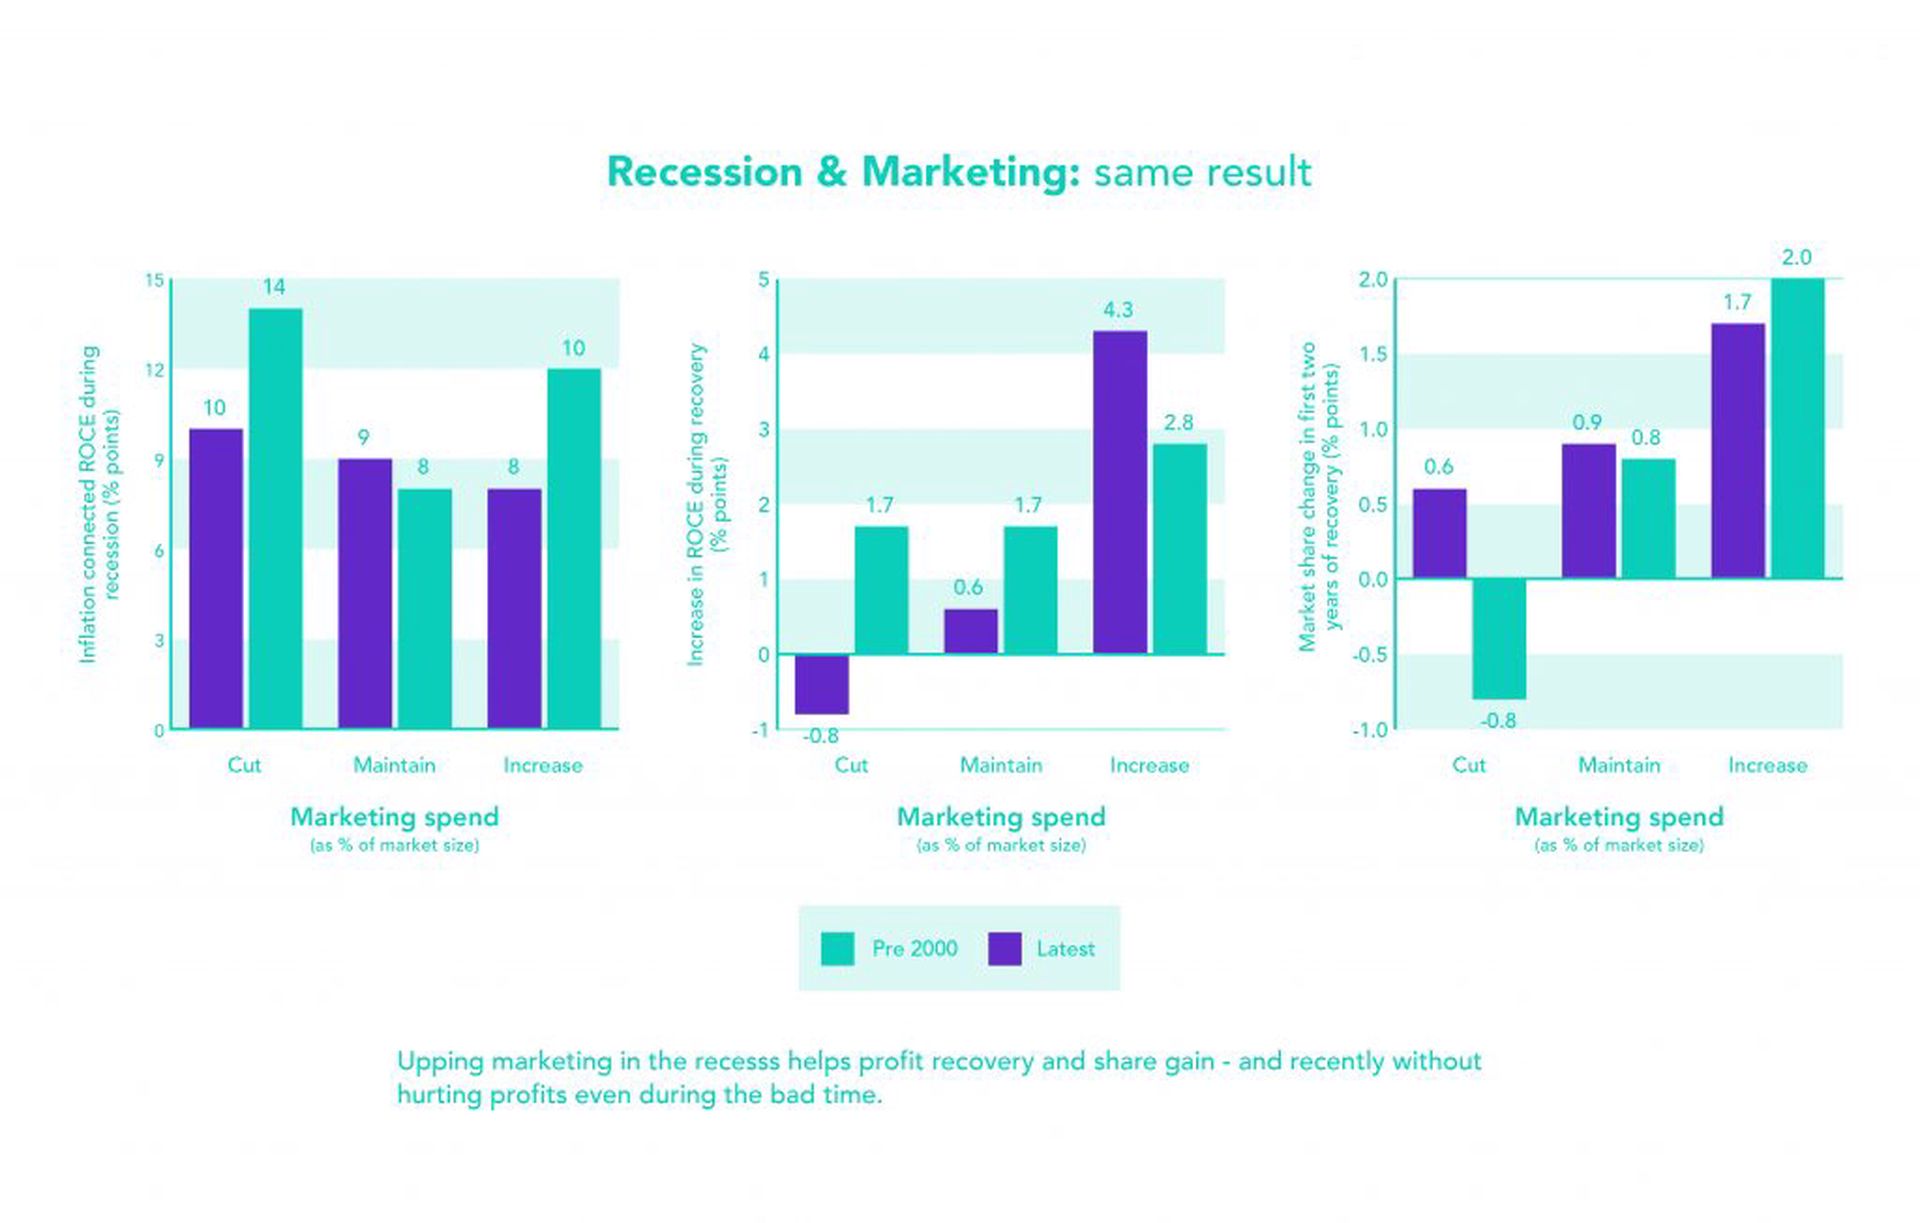 Recession & Marketing: same result
Inflation connected ROCE during
recession (% points)
15
12
9
6
3
0
10
14
9
8
8
10
Cut
Maintain
Increase
Marketing spend
(as % of market size)
Increase in ROCE during recovery
(% points)
5
4
3
2
1
0
-1
-0.8
1.7
0.6
1.7
4.3
2.8
Cut
Maintain
Increase
Marketing spend
(as % of market size)
Market share change in first two
years of recovery (% points)
2.0
1.5
1.0
0.5
0.0
-0.5
-1.0
0.6
-0.8
0.9
0.8
1.7
2.0
Cut
Maintain
Increase
Marketing spend
(as % of market size)
Pre 2000
Latest
Upping marketing in the recesss helps profit recovery and share gain - and recently without
hurting profits even during the bad time.